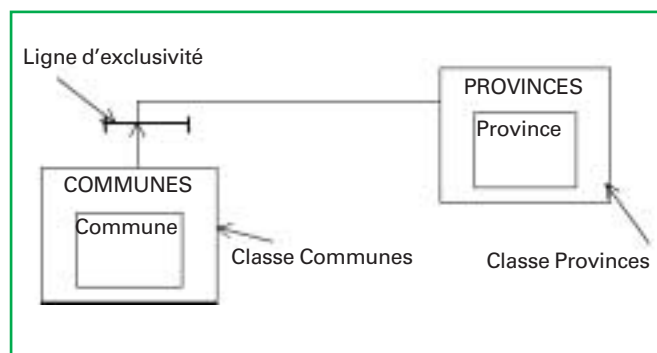 Ligne d'exclusivité
PROVINCES
Province
COMMUNES
Commune
Classe Communes
Classe Provinces